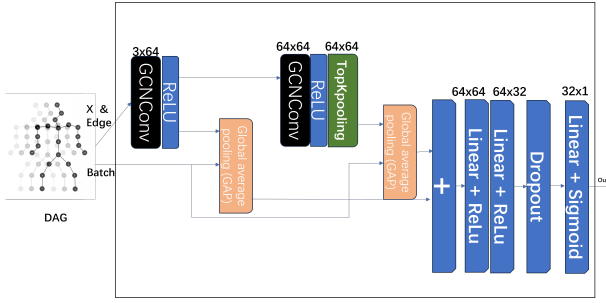 3x64
64x64
64x64
GCNConv
ReLU
GCNConv
ReLU
TopKpooling
X &
Edge
Batch
DAG
Global average
pooling (GAP)
Global average
pooling (GAP)
64x64
64x32
32x1
+
Linear + ReLu
Linear + ReLu
Dropout
Linear + Sigmoid
Ou